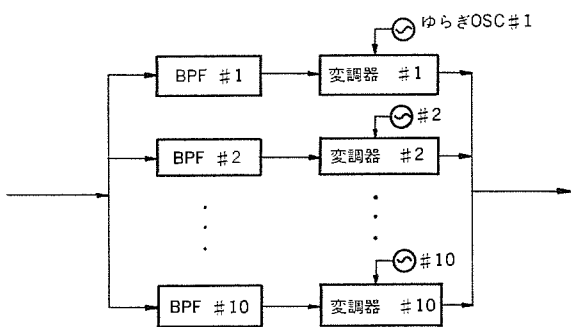 ゆらぎOSC♯1
BPF ♯1
変調器 ♯1
♯2
BPF ♯2
変調器 ♯2
♯10
BPF ♯10
変調器 ♯10